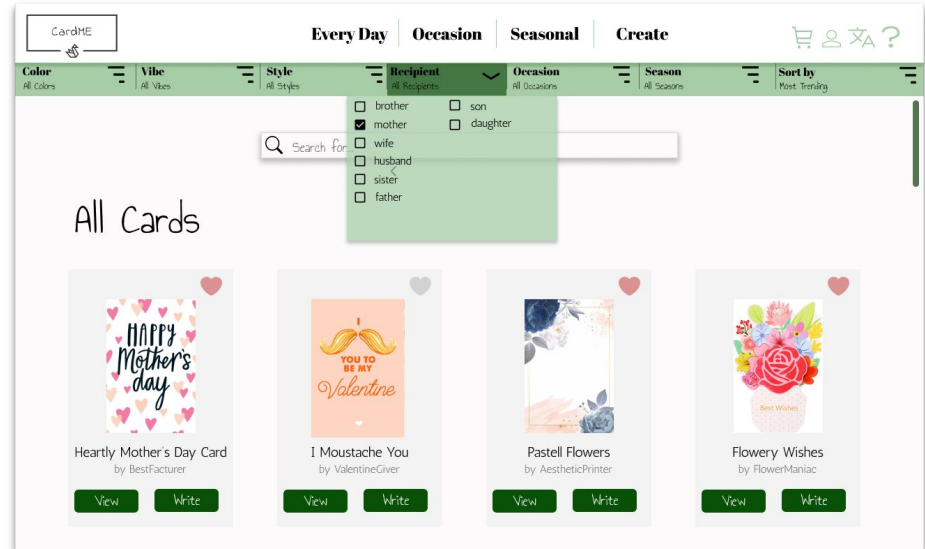 CardME
Every Day Occasion Seasonal Create
Color Vibe Style Recipient Occasion Season Sort by
All Colors All Vibes All Styles All Recipients All Occasions All Seasons Most Trending
brother son
mother daughter
wife
husband
sister
father
Search for
All Cards
HAPPY
Mother's
day
I
YOU TO
BE MY
Valentine
Best Wishes
Heartly Mother's Day Card I Moustache You Pastell Flowers Flowery Wishes
by BestFacturer by ValentineGiver by AestheticPrinter by FlowerManiac
View Write View Write View Write View Write